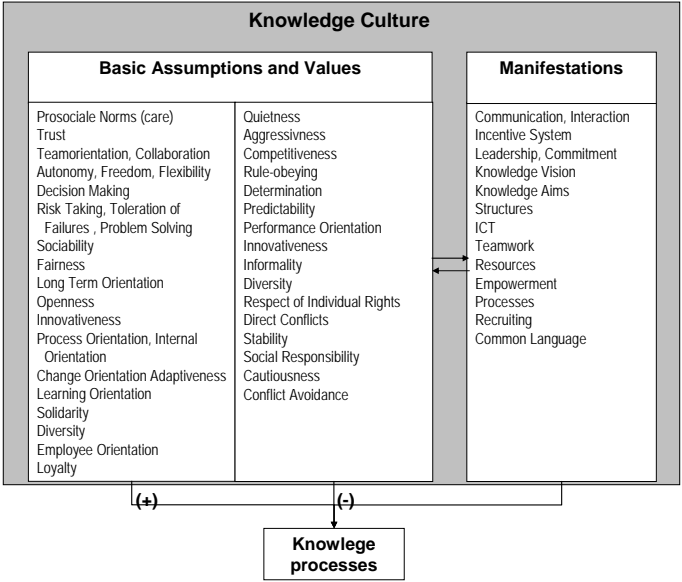 Knowledge Culture
Basic Assumptions and Values
Prosociale Norms (care)
Trust
Teamorientation, Collaboration
Autonomy, Freedom, Flexibility
Decision Making
Risk Taking, Toleration of
Failures , Problem Solving
Sociability
Fairness
Long Term Orientation
Openness
Innovativeness
Process Orientation, Internal
Orientation
Change Orientation Adaptiveness
Learning Orientation
Solidarity
Diversity
Employee Orientation
Loyalty
Quietness
Aggressivness
Competitiveness
Rule-obeying
Determination
Predictability
Performance Orientation
Innovativeness
Informality
Diversity
Respect of Individual Rights
Direct Conflicts
Stability
Social Responsibility
Cautiousness
Conflict Avoidance
Manifestations
Communication, Interaction
Incentive System
Leadership, Commitment
Knowledge Vision
Knowledge Aims
Structures
ICT
Teamwork
Resources
Empowerment
Processes
Recruiting
Common Language
(+)
(-)
Knowlege
processes